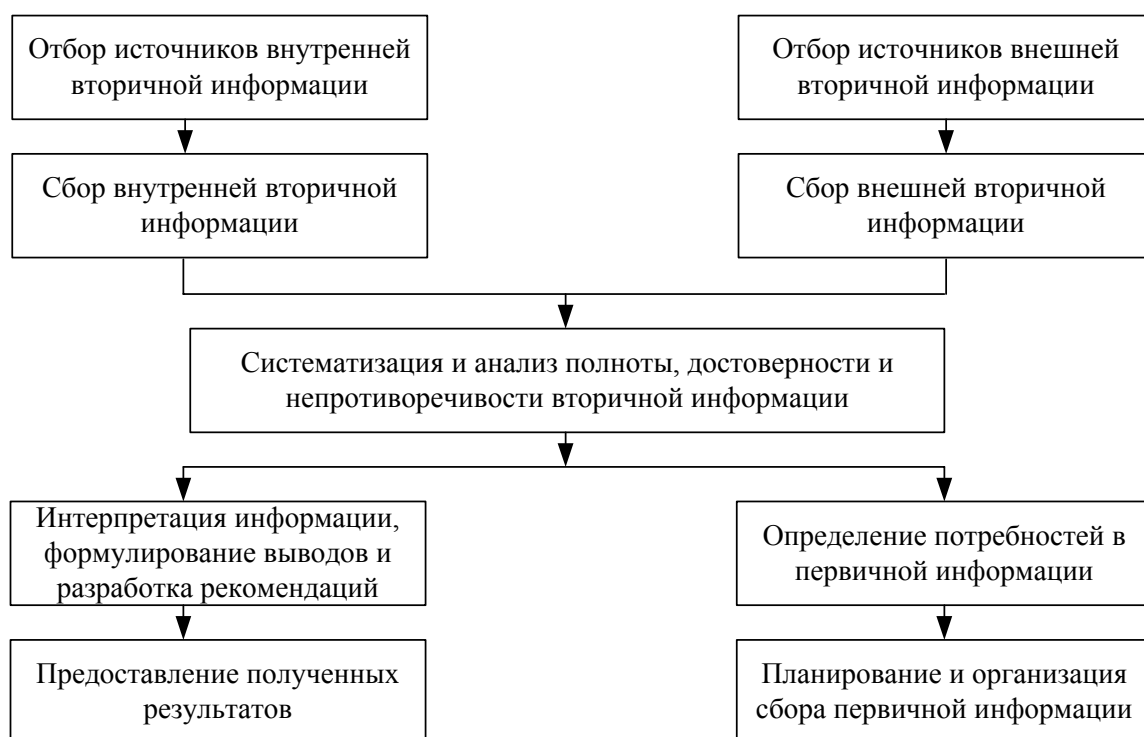 Отбор источников внутренней
вторичной информации
Отбор источников внешней
вторичной информации
Сбор внутренней вторичной
информации
Сбор внешней вторичной
информации
Систематизация и анализ полноты, достоверности и
непротиворечивости вторичной информации
Интерпретация информации,
формулирование выводов и
разработка рекомендаций
Определение потребностей в
первичной информации
Предоставление полученных
результатов
Планирование и организация
сбора первичной информации